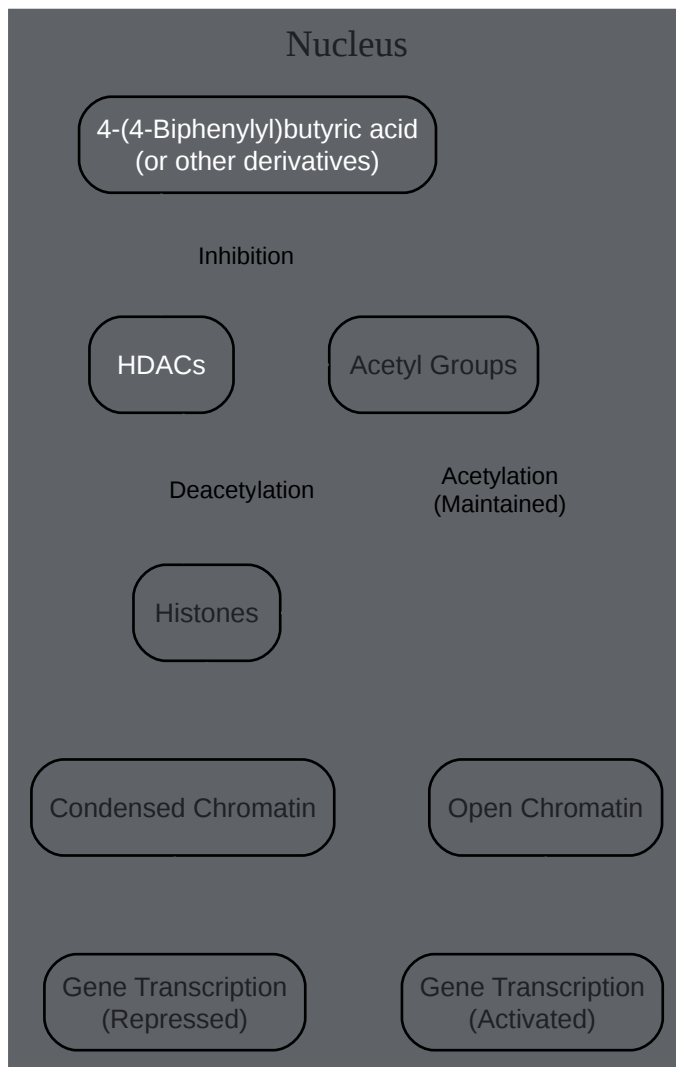 Nucleus
4-(4-Biphenylyl)butyric acid
(or other derivatives)
Inhibition
HDACs
Acetyl Groups
Deacetylation
Acetylation
(Maintained)
Histones
Condensed Chromatin
Open Chromatin
Gene Transcription
(Repressed)
Gene Transcription
(Activated)